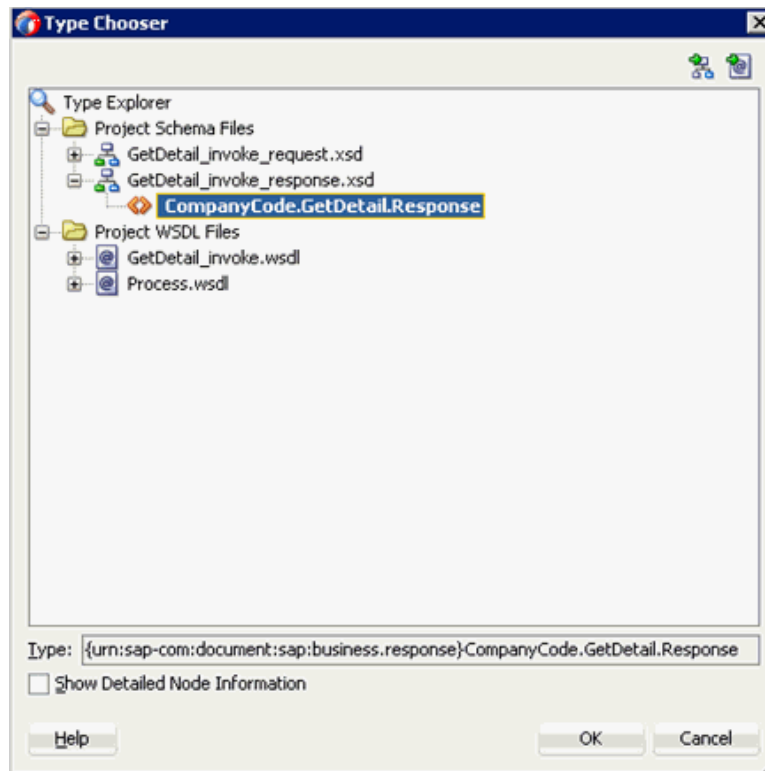 Type Chooser
Type Explorer
Project Schema Files
GetDetail_invoke_request.xsd
GetDetail_invoke_response.xsd
CompanyCode.GetDetail.Response
Project WSDL Files
GetDetail_invoke.wsdl
Process.wsdl
Type: {urn:sap-com:document:sap:business.response}CompanyCode.GetDetail.Response
Show Detailed Node Information
Help OK Cancel